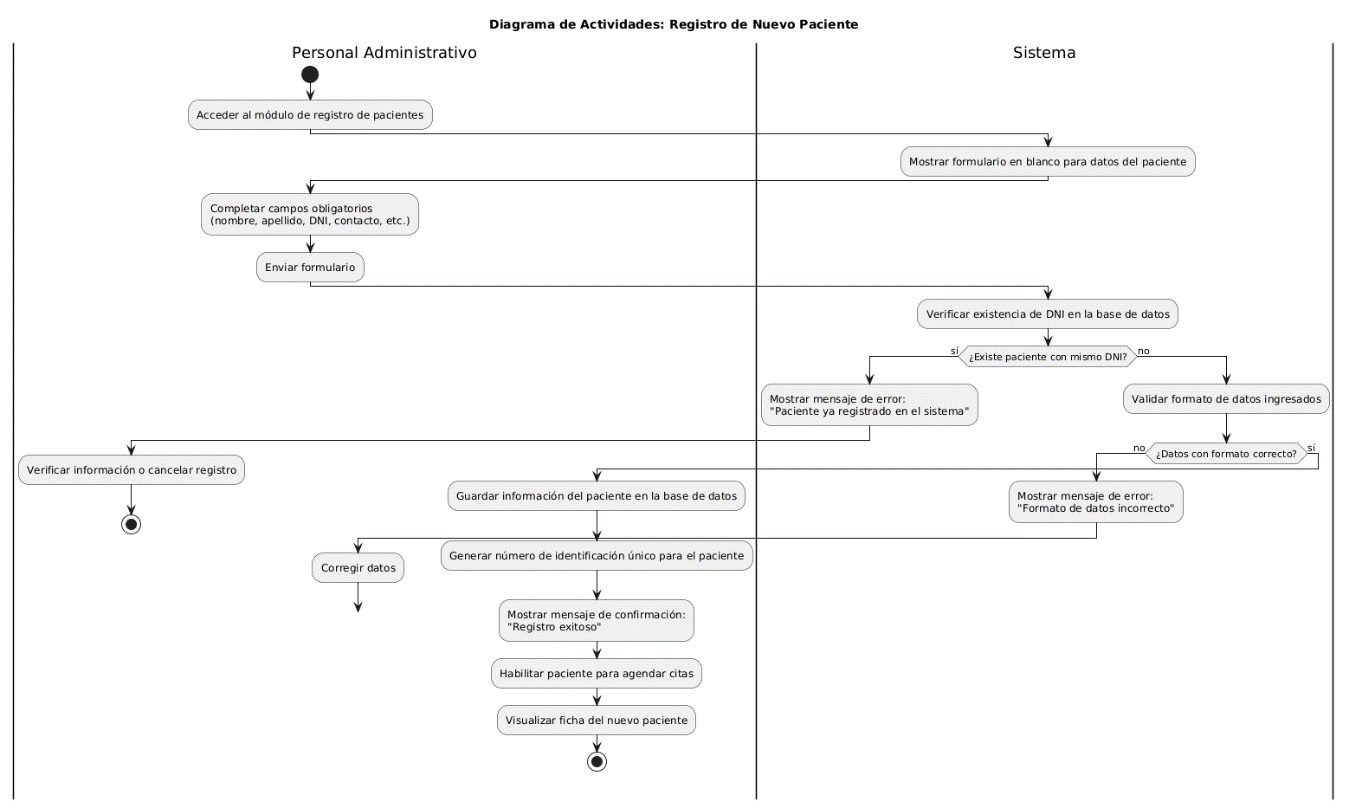 Diagrama de Actividades: Registro de Nuevo Paciente
Personal Administrativo
Sistema
Acceder al módulo de registro de pacientes
Mostrar formulario en blanco para datos del paciente
Completar campos obligatorios
(nombre, apellido, DNI, contacto, etc.)
Enviar formulario
Verificar existencia de DNI en la base de datos
sí
¿Existe paciente con mismo DNI?
no
Mostrar mensaje de error:
"Paciente ya registrado en el sistema"
Validar formato de datos ingresados
Verificar información o cancelar registro
no
¿Datos con formato correcto?
sí
Guardar información del paciente en la base de datos
Mostrar mensaje de error:
"Formato de datos incorrecto"
Generar número de identificación único para el paciente
Corregir datos
Mostrar mensaje de confirmación:
"Registro exitoso"
Habilitar paciente para agendar citas
Visualizar ficha del nuevo paciente